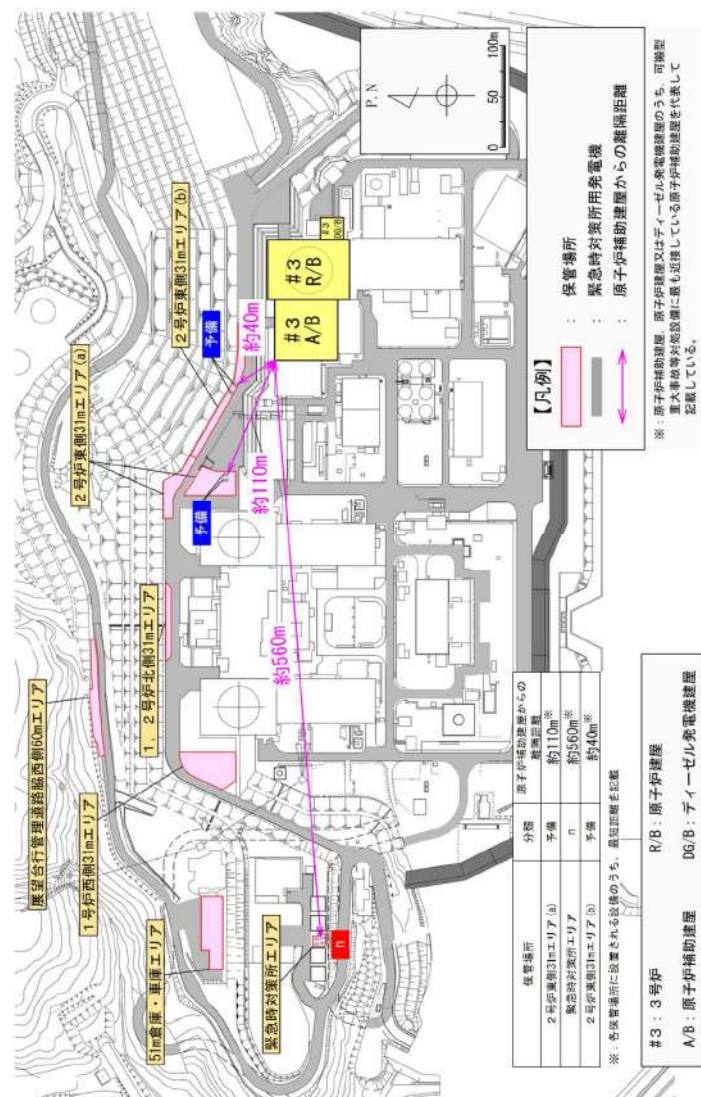 展望台行管理道路脇西側60mエリア
1号炉西側31mエリア
51m倉庫・車庫エリア
1、2号炉北側31mエリア
2号炉東側31mエリア(a)
2号炉東側31mエリア(b)
予備
予備
約40m
約110m
約560m
緊急時対策所エリア
n
#3
A/B
#3
R/B
#3
DG/B
P.N
0 50 100m
【凡例】
： 保管場所
： 緊急時対策所用発電機
： 原子炉補助建屋からの離隔距離
※：原子炉補助建屋、原子炉建屋又はディーゼル発電機建屋のうち、可搬型
重大事故等対処設備に最も近接している原子炉補助建屋を代表して
記載している。
保管場所 分類 原子炉補助建屋からの
離隔距離
2号炉東側31mエリア(a) 予備 約110m※
緊急時対策所エリア n 約560m※
2号炉東側31mエリア(b) 予備 約40m※
※：各保管場所に設置される設備のうち、最短距離を記載
#3：3号炉 R/B：原子炉建屋
A/B：原子炉補助建屋 DG/B：ディーゼル発電機建屋